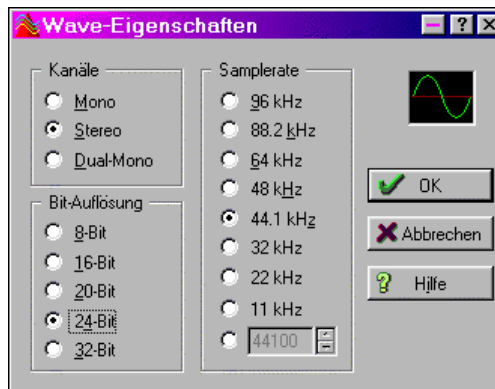 Wave-Eigenschaften
Kanäle
Mono
Stereo
Dual-Mono
Bit-Auflösung
8-Bit
16-Bit
20-Bit
24-Bit
32-Bit
Samplerate
96 kHz
88.2 kHz
64 kHz
48 kHz
44.1 kHz
32 kHz
22 kHz
11 kHz
44100
OK
Abbrechen
Hilfe